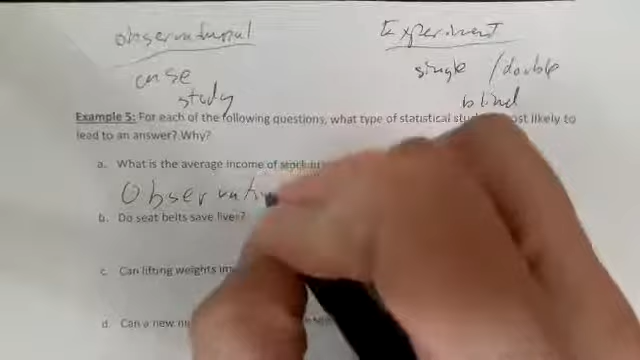 observational Experiment
case single /double
study blind
Example 5: For each of the following questions, what type of statistical most likely to
lead to an answer? Why?
a. What is the average income of
Observati
b. Do seat belts save lives?
c. Can lifting weights
d. Can a new